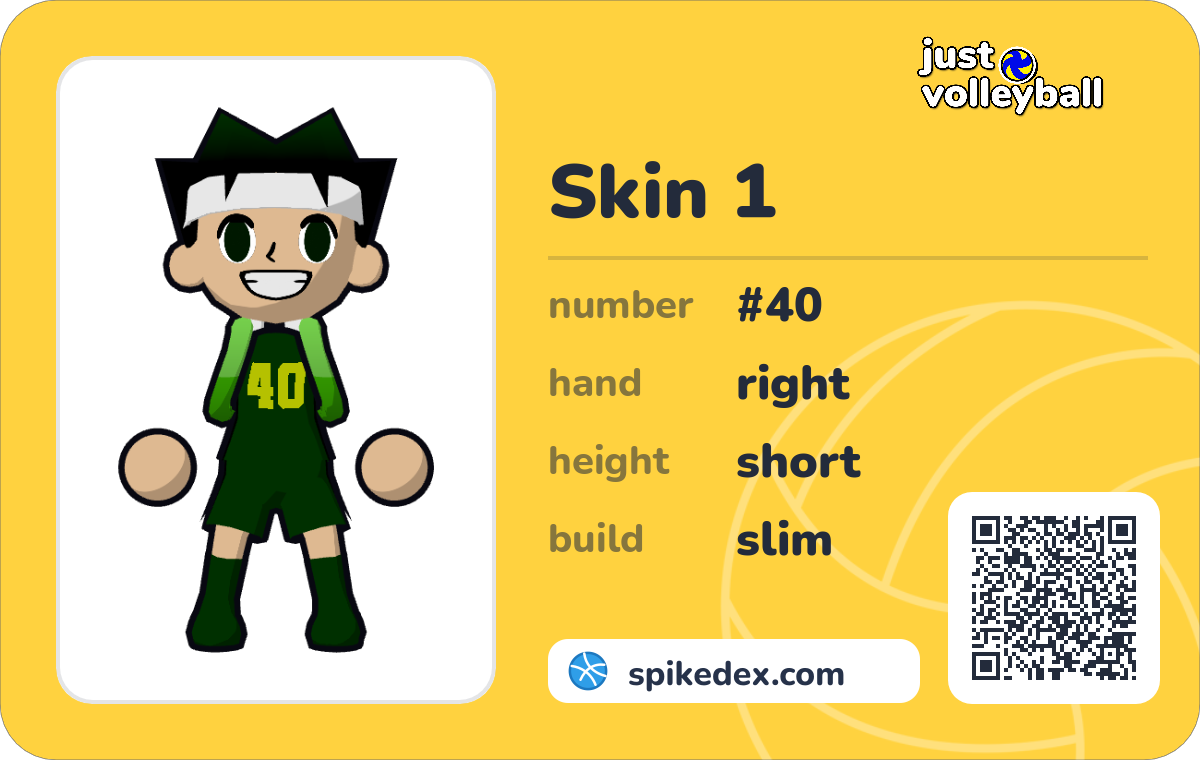 just
volleyball
Skin 1
number #40
hand right
height short
build slim
40
spikedex.com